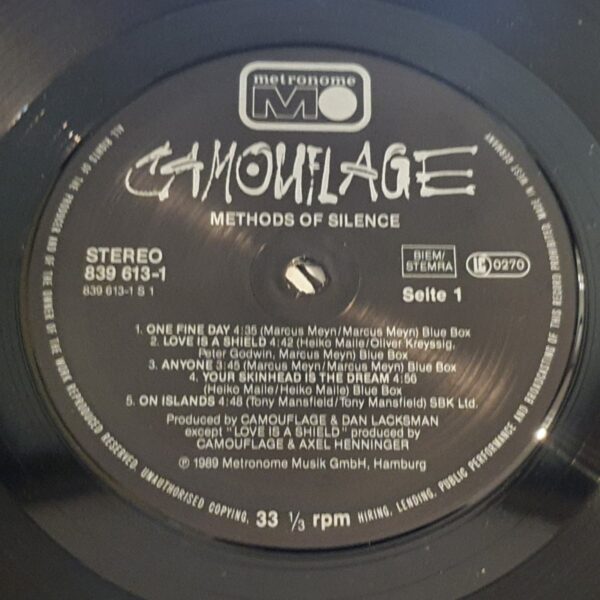 metronome
M
CAMOUFLAGE
METHODS OF SILENCE
STEREO
839 613-1
839 613-1 S 1
BIEM/
STEMRA
LC 0270
Seite 1
1. ONE FINE DAY 4:35 (Marcus Meyn/Marcus Meyn) Blue Box
2. LOVE IS A SHIELD 4:42 (Heiko Maile/Oliver Kreyssig,
Peter Godwin, Marcus Meyn) Blue Box
3. ANYONE 3:45 (Marcus Meyn/Marcus Meyn) Blue Box
4. YOUR SKINHEAD IS THE DREAM 4:56
(Heiko Maile/Heiko Maile) Blue Box
5. ON ISLANDS 4:48 (Tony Mansfield/Tony Mansfield) SBK Ltd.
Produced by CAMOUFLAGE & DAN LACKSMAN
except "LOVE IS A SHIELD" produced by
CAMOUFLAGE & AXEL HENNINGER
℗ 1989 Metronome Musik GmbH, Hamburg
33 1/3 rpm
ALL RIGHTS OF THE PRODUCER AND OF THE OWNER OF THE WORK REPRODUCED RESERVED. UNAUTHORISED COPYING, HIRING, LENDING, PUBLIC PERFORMANCE AND BROADCASTING OF THIS RECORD PROHIBITED. MADE IN WEST GERMANY